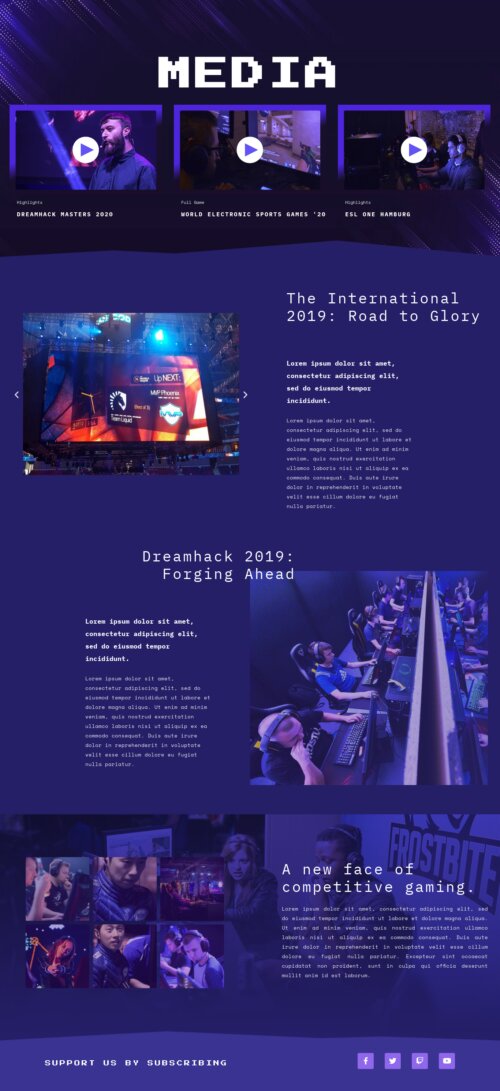 MEDIA
Highlights
DREAMHACK MASTERS 2020
Full Game
WORLD ELECTRONIC SPORTS GAMES '20
Highlights
ESL ONE HAMBURG
The International
2019: Road to Glory
Lorem ipsum dolor sit amet,
consectetur adipiscing elit,
sed do eiusmod tempor
incididunt.
Lorem ipsum dolor sit amet,
consectetur adipiscing elit, sed do
eiusmod tempor incididunt ut labore et
dolore magna aliqua. Ut enim ad minim
veniam, quis nostrud exercitation
ullamco laboris nisi ut aliquip ex ea
commodo consequat. Duis aute irure
dolor in reprehenderit in voluptate
velit esse cillum dolore eu fugiat
nulla pariatur.
Up NEXT:
MVP Phoenix
(Best of 3)
Team Liquid
MVP
Dreamhack 2019:
Forging Ahead
Lorem ipsum dolor sit amet,
consectetur adipiscing elit,
sed do eiusmod tempor
incididunt.
Lorem ipsum dolor sit amet,
consectetur adipiscing elit, sed do
eiusmod tempor incididunt ut labore et
dolore magna aliqua. Ut enim ad minim
veniam, quis nostrud exercitation
ullamco laboris nisi ut aliquip ex ea
commodo consequat. Duis aute irure
dolor in reprehenderit in voluptate
velit esse cillum dolore eu fugiat
nulla pariatur.
FROSTBITE
A new face of
competitive gaming.
Lorem ipsum dolor sit amet, consectetur adipiscing elit, sed
do eiusmod tempor incididunt ut labore et dolore magna aliqua.
Ut enim ad minim veniam, quis nostrud exercitation ullamco
laboris nisi ut aliquip ex ea commodo consequat. Duis aute
irure dolor in reprehenderit in voluptate velit esse cillum
dolore eu fugiat nulla pariatur. Excepteur sint occaecat
cupidatat non proident, sunt in culpa qui officia deserunt
mollit anim id est laborum.
SUPPORT US BY SUBSCRIBING